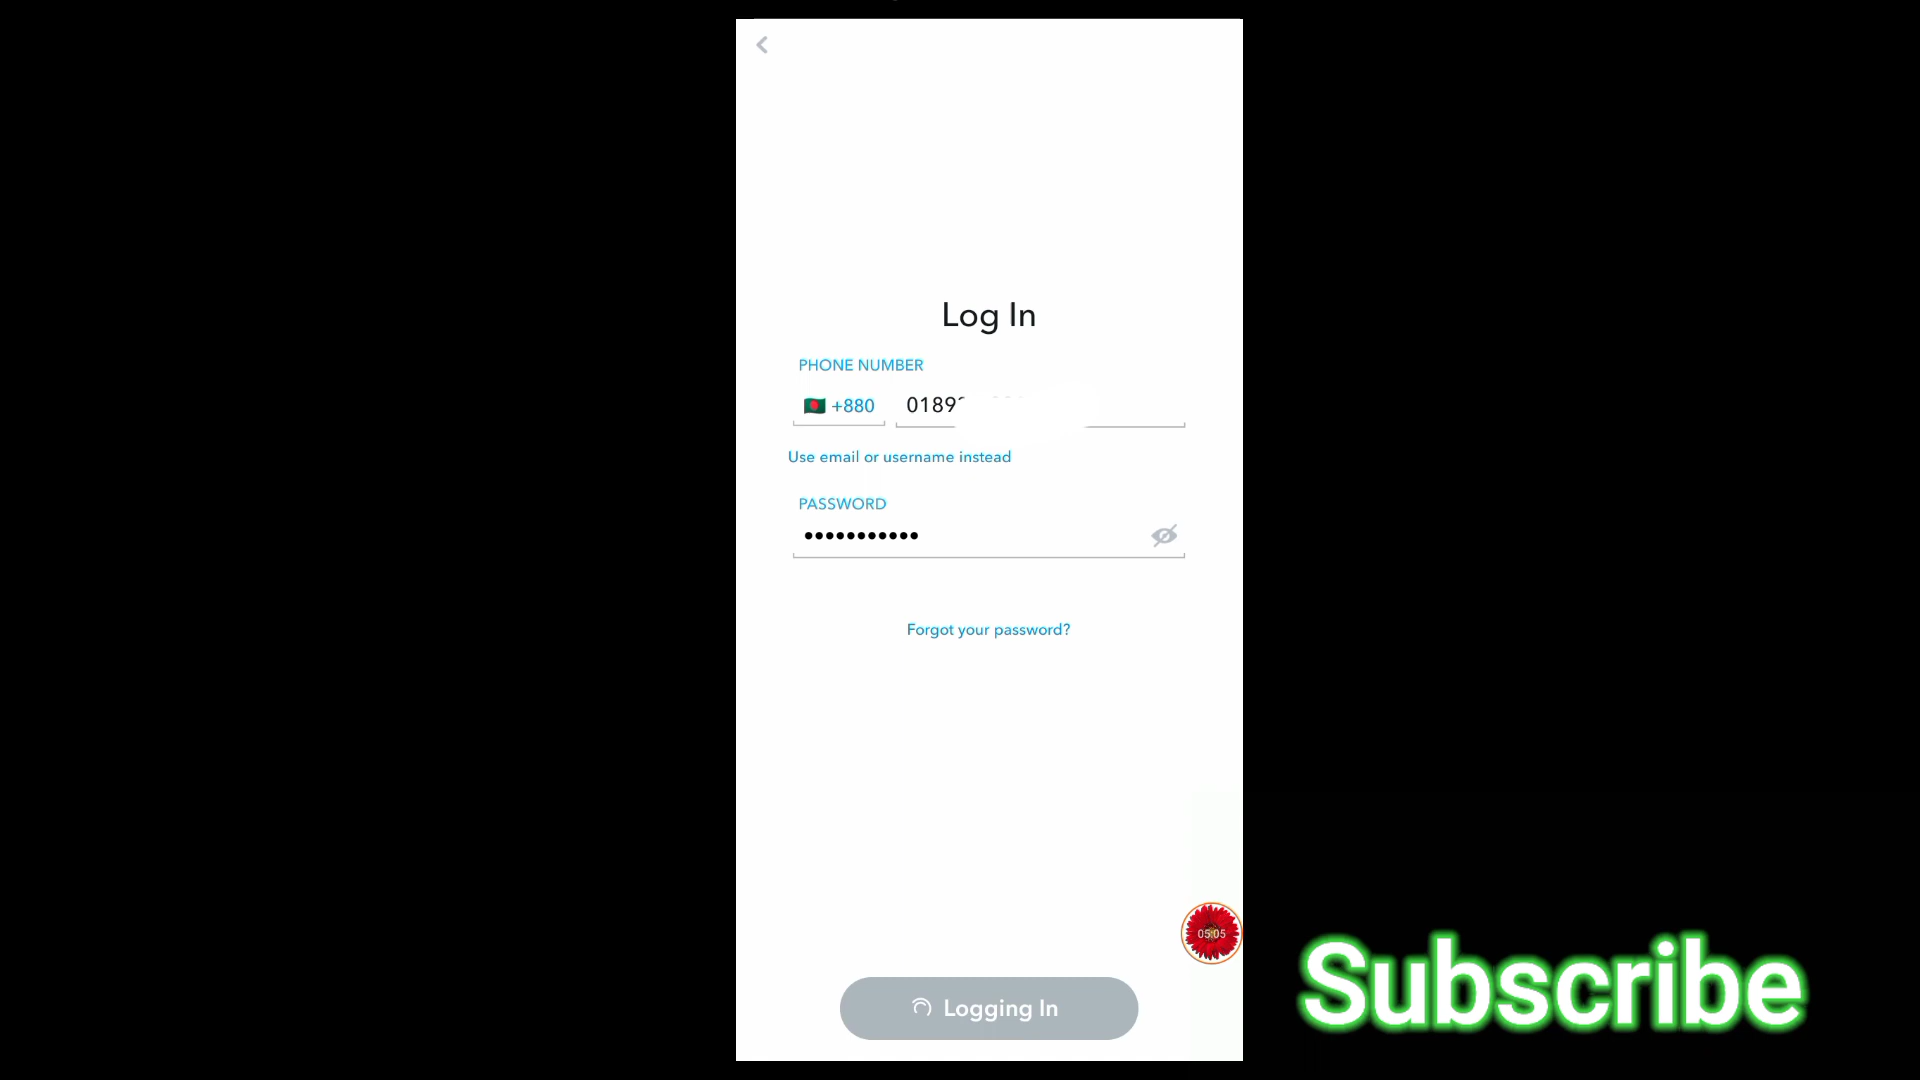 Log In
PHONE NUMBER
+880
0189
Use email or username instead
PASSWORD
•••••••••••
Forgot your password?
05:05
Logging In
Subscribe